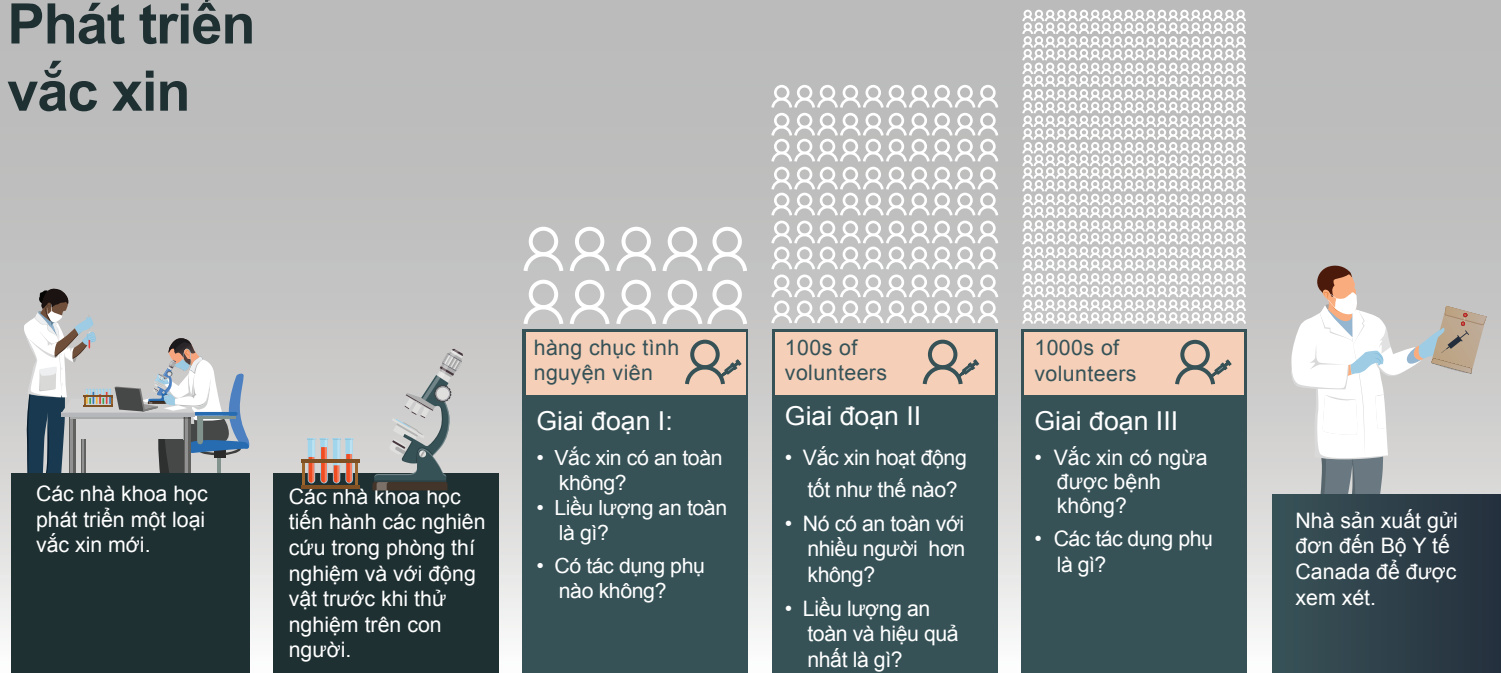 Phát triển
vắc xin
Các nhà khoa học
phát triển một loại
vắc xin mới.
Các nhà khoa học
tiến hành các nghiên
cứu trong phòng thí
nghiệm và với động
vật trước khi thử
nghiệm trên con
người.
hàng chục tình
nguyện viên
Giai đoạn I:
• Vắc xin có an toàn
không?
• Liều lượng an toàn
là gì?
• Có tác dụng phụ
nào không?
100s of
volunteers
Giai đoạn II
• Vắc xin hoạt động
tốt như thế nào?
• Nó có an toàn với
nhiều người hơn
không?
• Liều lượng an
toàn và hiệu quả
nhất là gì?
1000s of
volunteers
Giai đoạn III
• Vắc xin có ngừa
được bệnh
không?
• Các tác dụng phụ
là gì?
Nhà sản xuất gửi
đơn đến Bộ Y tế
Canada để được
xem xét.